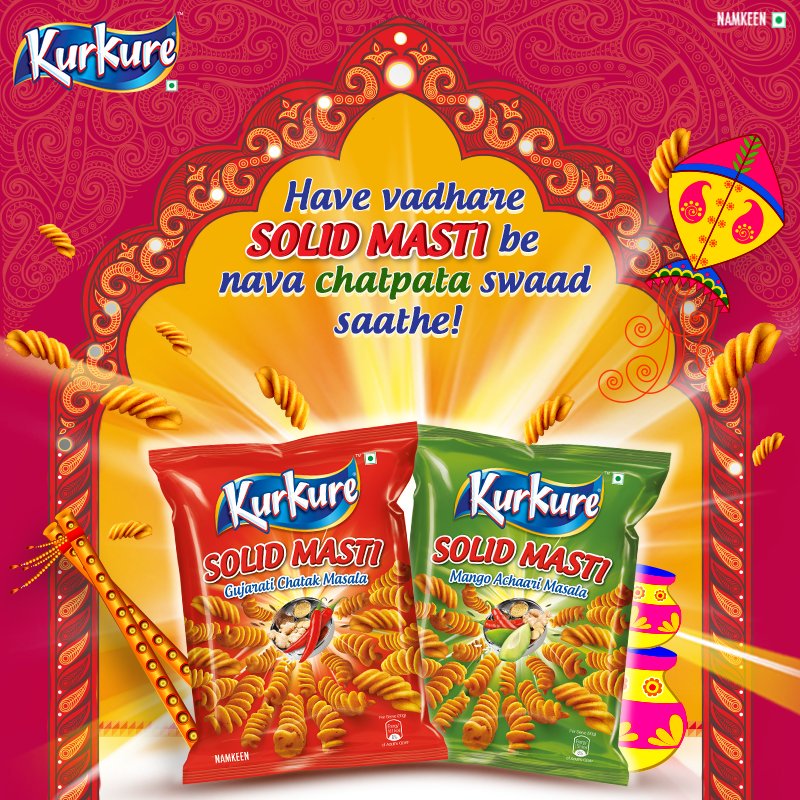 Kurkure
NAMKEEN
Have vadhare
SOLID MASTI be
nava chatpata swaad
saathe!
Kurkure
SOLID MASTI
Gujarati Chatak Masala
NAMKEEN
Kurkure
SOLID MASTI
Mango Achaari Masala